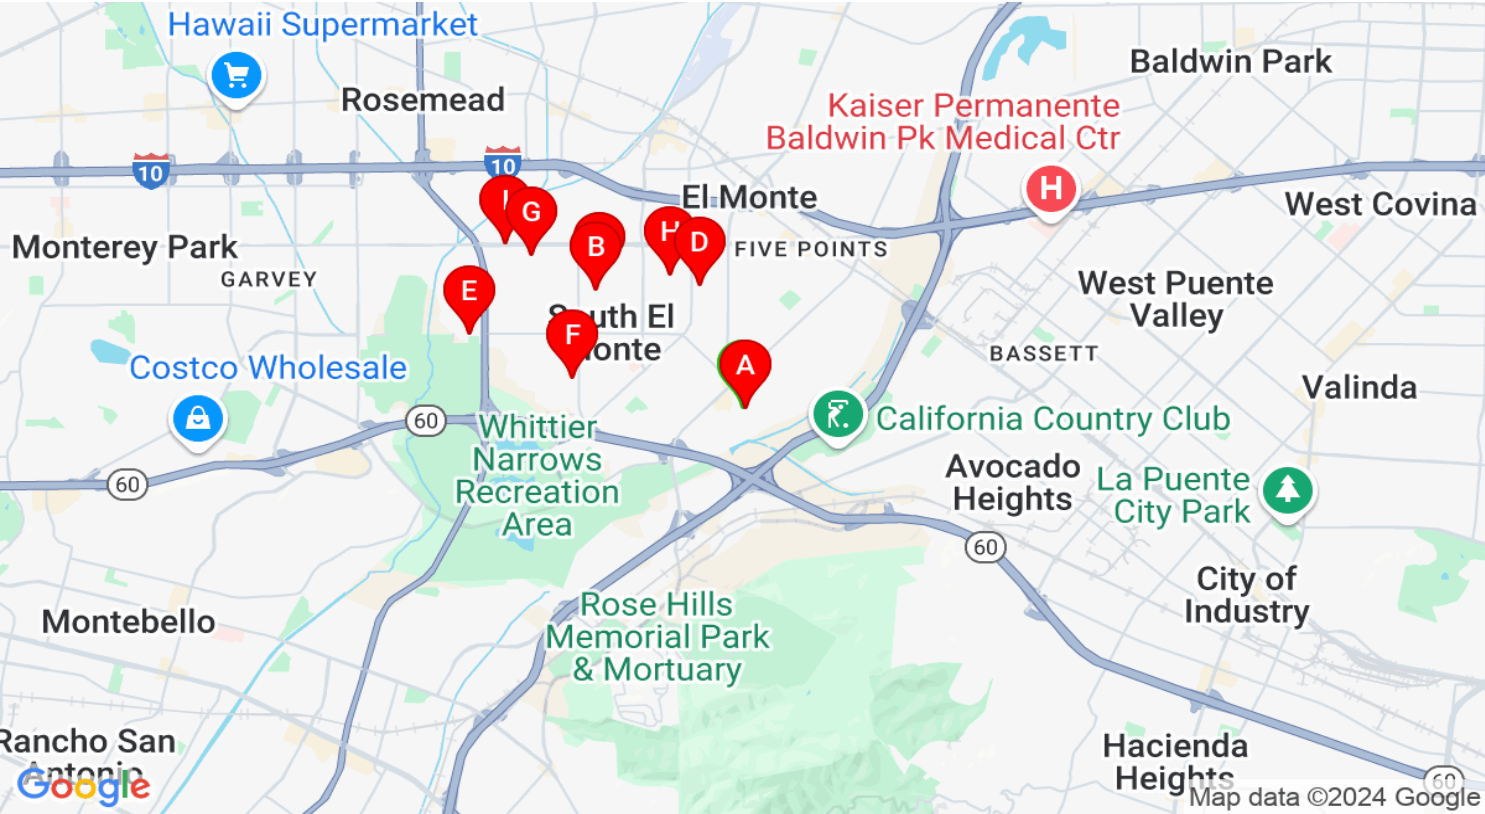 Hawaii Supermarket
Rosemead
Baldwin Park
Kaiser Permanente
Baldwin Pk Medical Ctr
10
10
H
El Monte
West Covina
I
G
B
H
D
FIVE POINTS
Monterey Park
GARVEY
E
West Puente
Valley
South El
Monte
F
BASSETT
A
Costco Wholesale
Valinda
60
California Country Club
Whittier
Narrows
Recreation
Area
60
Avocado
Heights
La Puente
City Park
60
City of
Industry
Rose Hills
Memorial Park
& Mortuary
Montebello
Rancho San
Antonio
Hacienda
Heights
60
Google
Map data ©2024 Google